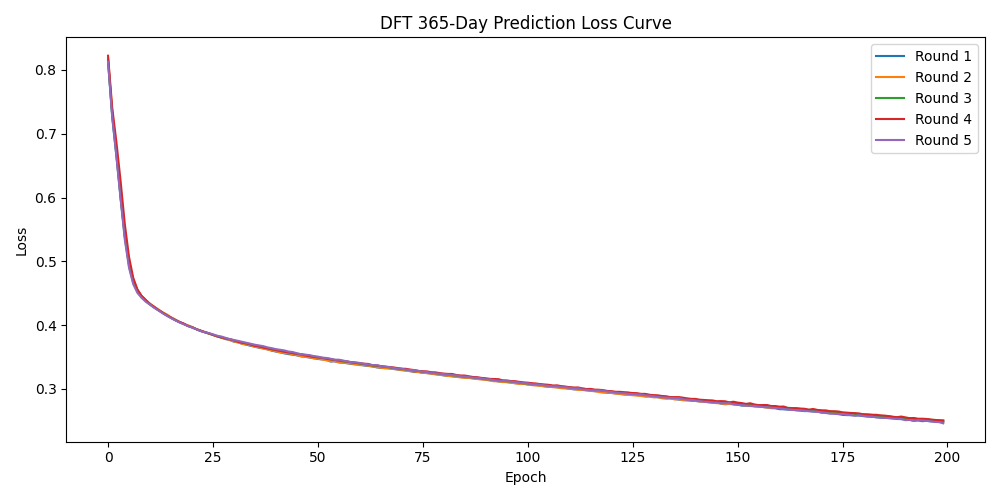 DFT 365-Day Prediction Loss Curve
Round 1
Round 2
Round 3
Round 4
Round 5
Loss
0.8
0.7
0.6
0.5
0.4
0.3
0 25 50 75 100 125 150 175 200
Epoch